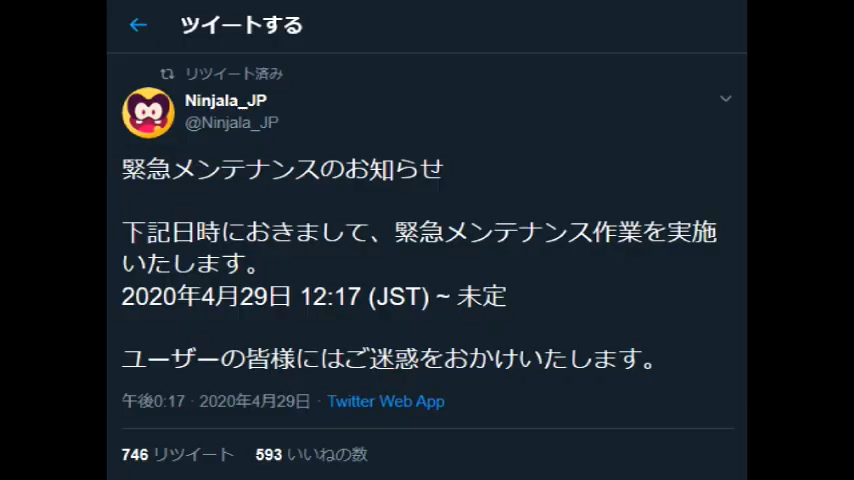 ツイートする
リツイート済み
Ninjala_JP
@Ninjala_JP
緊急メンテナンスのお知らせ
下記日時におきまして、緊急メンテナンス作業を実施
いたします。
2020年4月29日 12:17 (JST) ~ 未定
ユーザーの皆様にはご迷惑をおかけいたします。
午後0:17 · 2020年4月29日 · Twitter Web App
746 リツイート 593 いいねの数